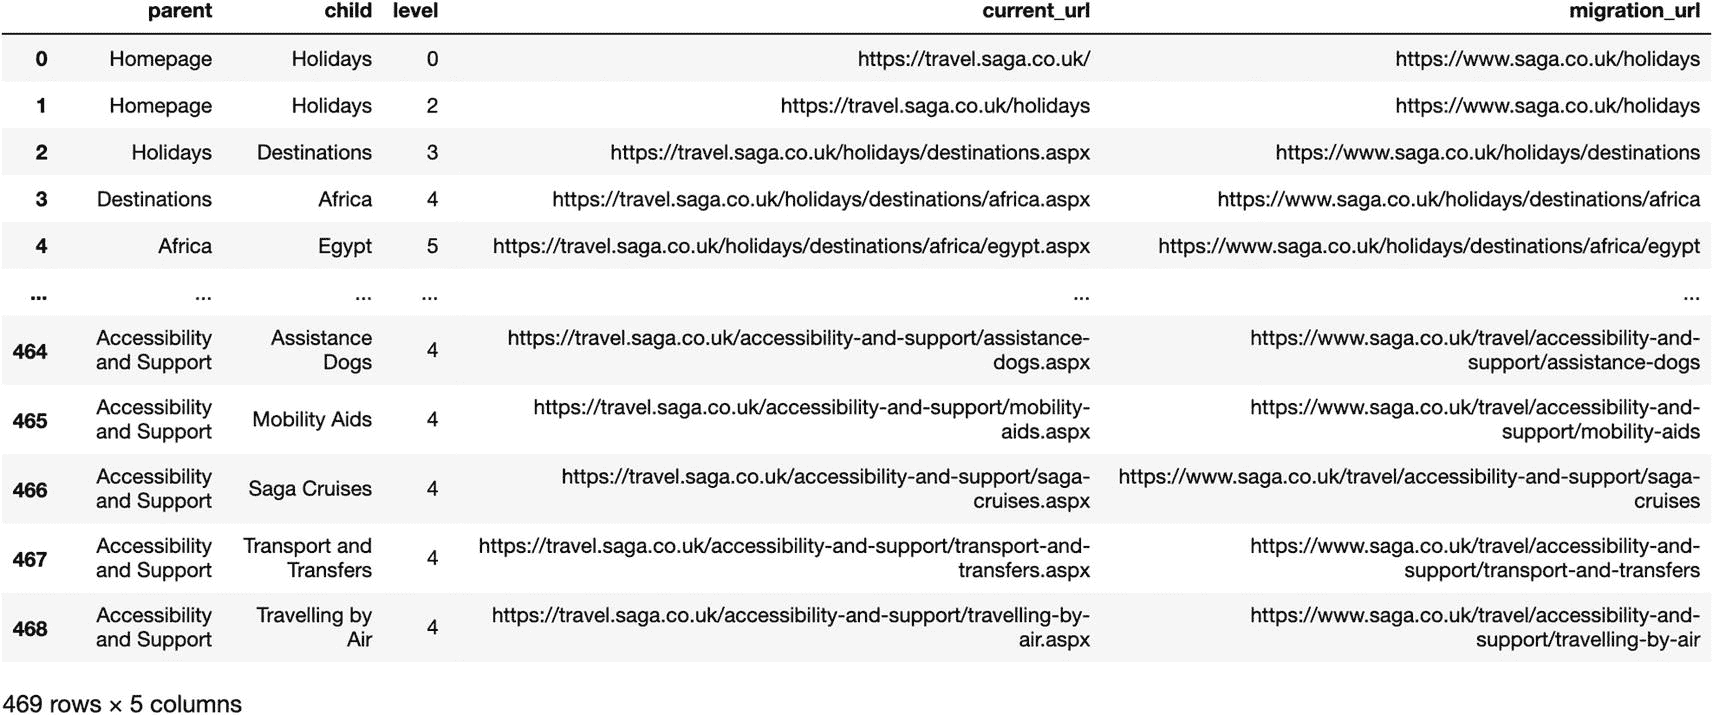 parent child level current_url migration_url
0 Homepage Holidays 0 https://travel.saga.co.uk/ https://www.saga.co.uk/holidays
1 Homepage Holidays 2 https://travel.saga.co.uk/holidays https://www.saga.co.uk/holidays
2 Holidays Destinations 3 https://travel.saga.co.uk/holidays/destinations.aspx https://www.saga.co.uk/holidays/destinations
3 Destinations Africa 4 https://travel.saga.co.uk/holidays/destinations/africa.aspx https://www.saga.co.uk/holidays/destinations/africa
4 Africa Egypt 5 https://travel.saga.co.uk/holidays/destinations/africa/egypt.aspx https://www.saga.co.uk/holidays/destinations/africa/egypt
... ... ... ... ... ...
Accessibility Assistance https://travel.saga.co.uk/accessibility-and-support/assistance- https://www.saga.co.uk/travel/accessibility-and-
464 4
and Support Dogs dogs.aspx support/assistance-dogs
Accessibility https://travel.saga.co.uk/accessibility-and-support/mobility- https://www.saga.co.uk/travel/accessibility-and-
465 Mobility Aids 4
and Support aids.aspx support/mobility-aids
Accessibility https://travel.saga.co.uk/accessibility-and-support/saga- https://www.saga.co.uk/travel/accessibility-and-support/saga-
466 Saga Cruises 4
and Support cruises.aspx cruises
Accessibility Transport and https://travel.saga.co.uk/accessibility-and-support/transport-and- https://www.saga.co.uk/travel/accessibility-and-
467 4
and Support Transfers transfers.aspx support/transport-and-transfers
Accessibility Travelling by https://travel.saga.co.uk/accessibility-and-support/travelling-by- https://www.saga.co.uk/travel/accessibility-and-
468 4
and Support Air air.aspx support/travelling-by-air
469 rows × 5 columns